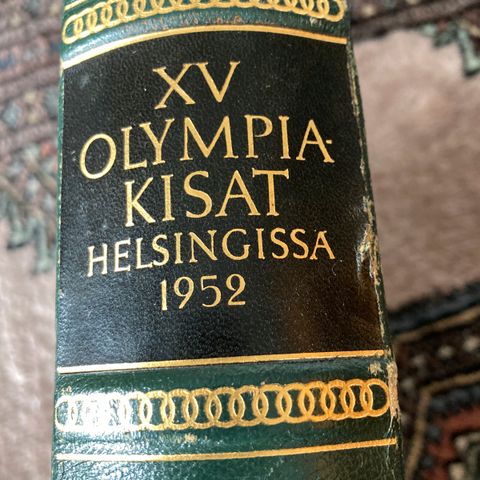 XV
OLYMPIA-
KISAT
HELSINGISSA
1952